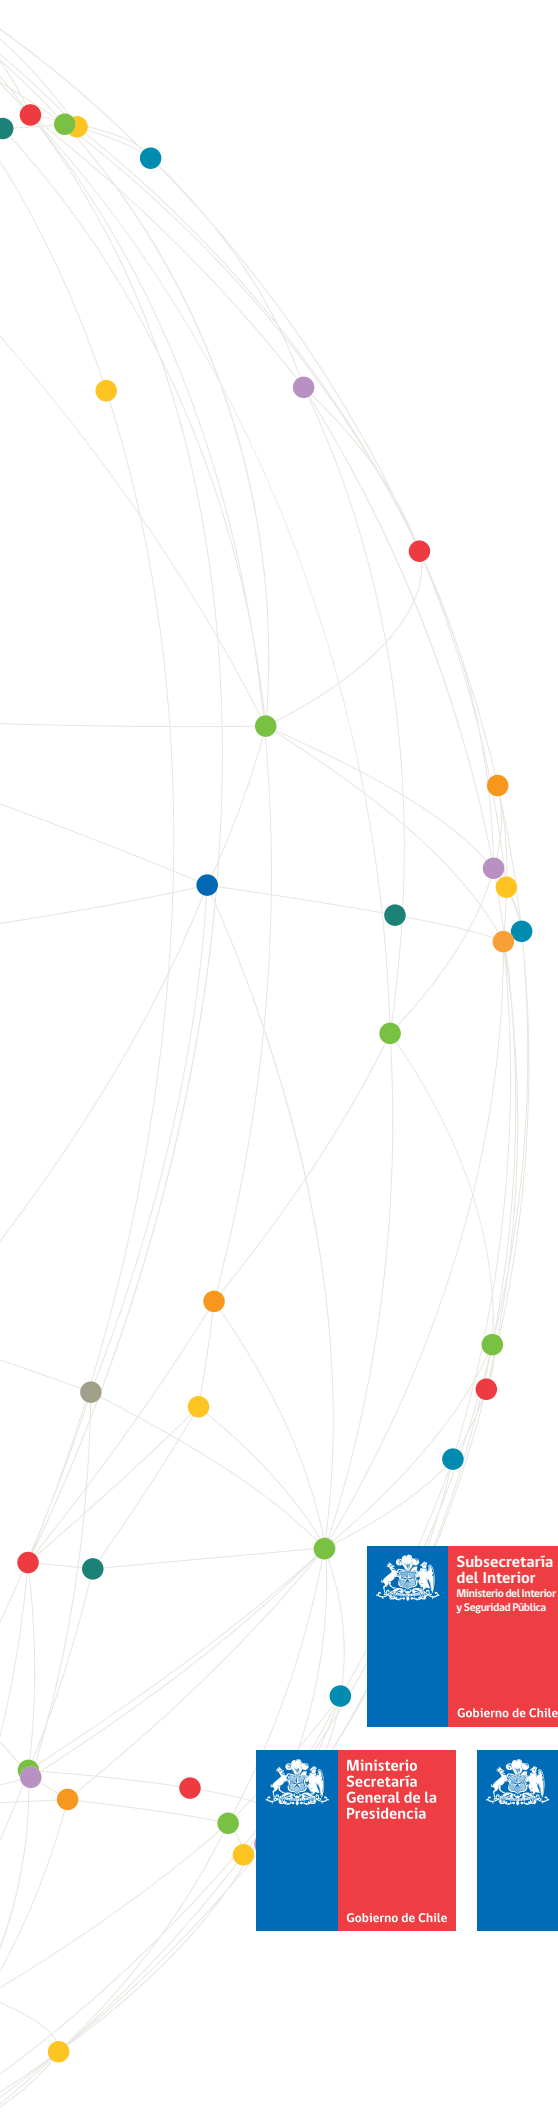 Subsecretaría
del Interior
Ministerio del Interior
y Seguridad Pública
Gobierno de Chile
Ministerio
Secretaría
General de la
Presidencia
Gobierno de Chile